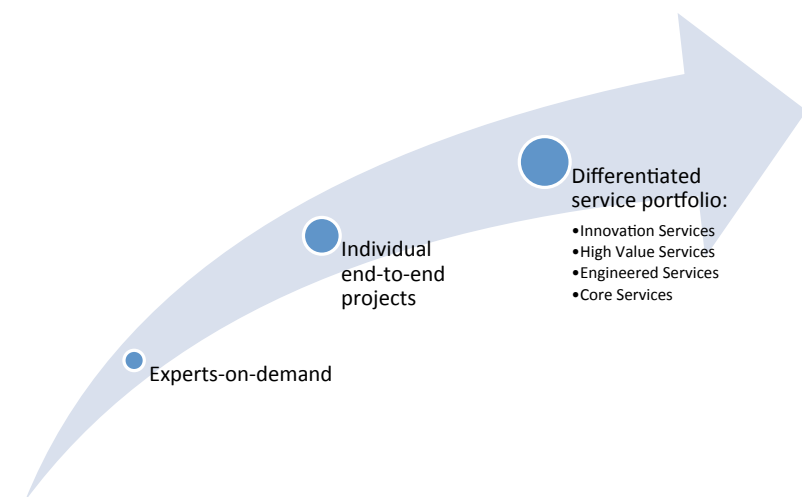 Differentiated
service portfolio:
•Innovation Services
•High Value Services
•Engineered Services
•Core Services
Individual
end-to-end
projects
Experts-on-demand